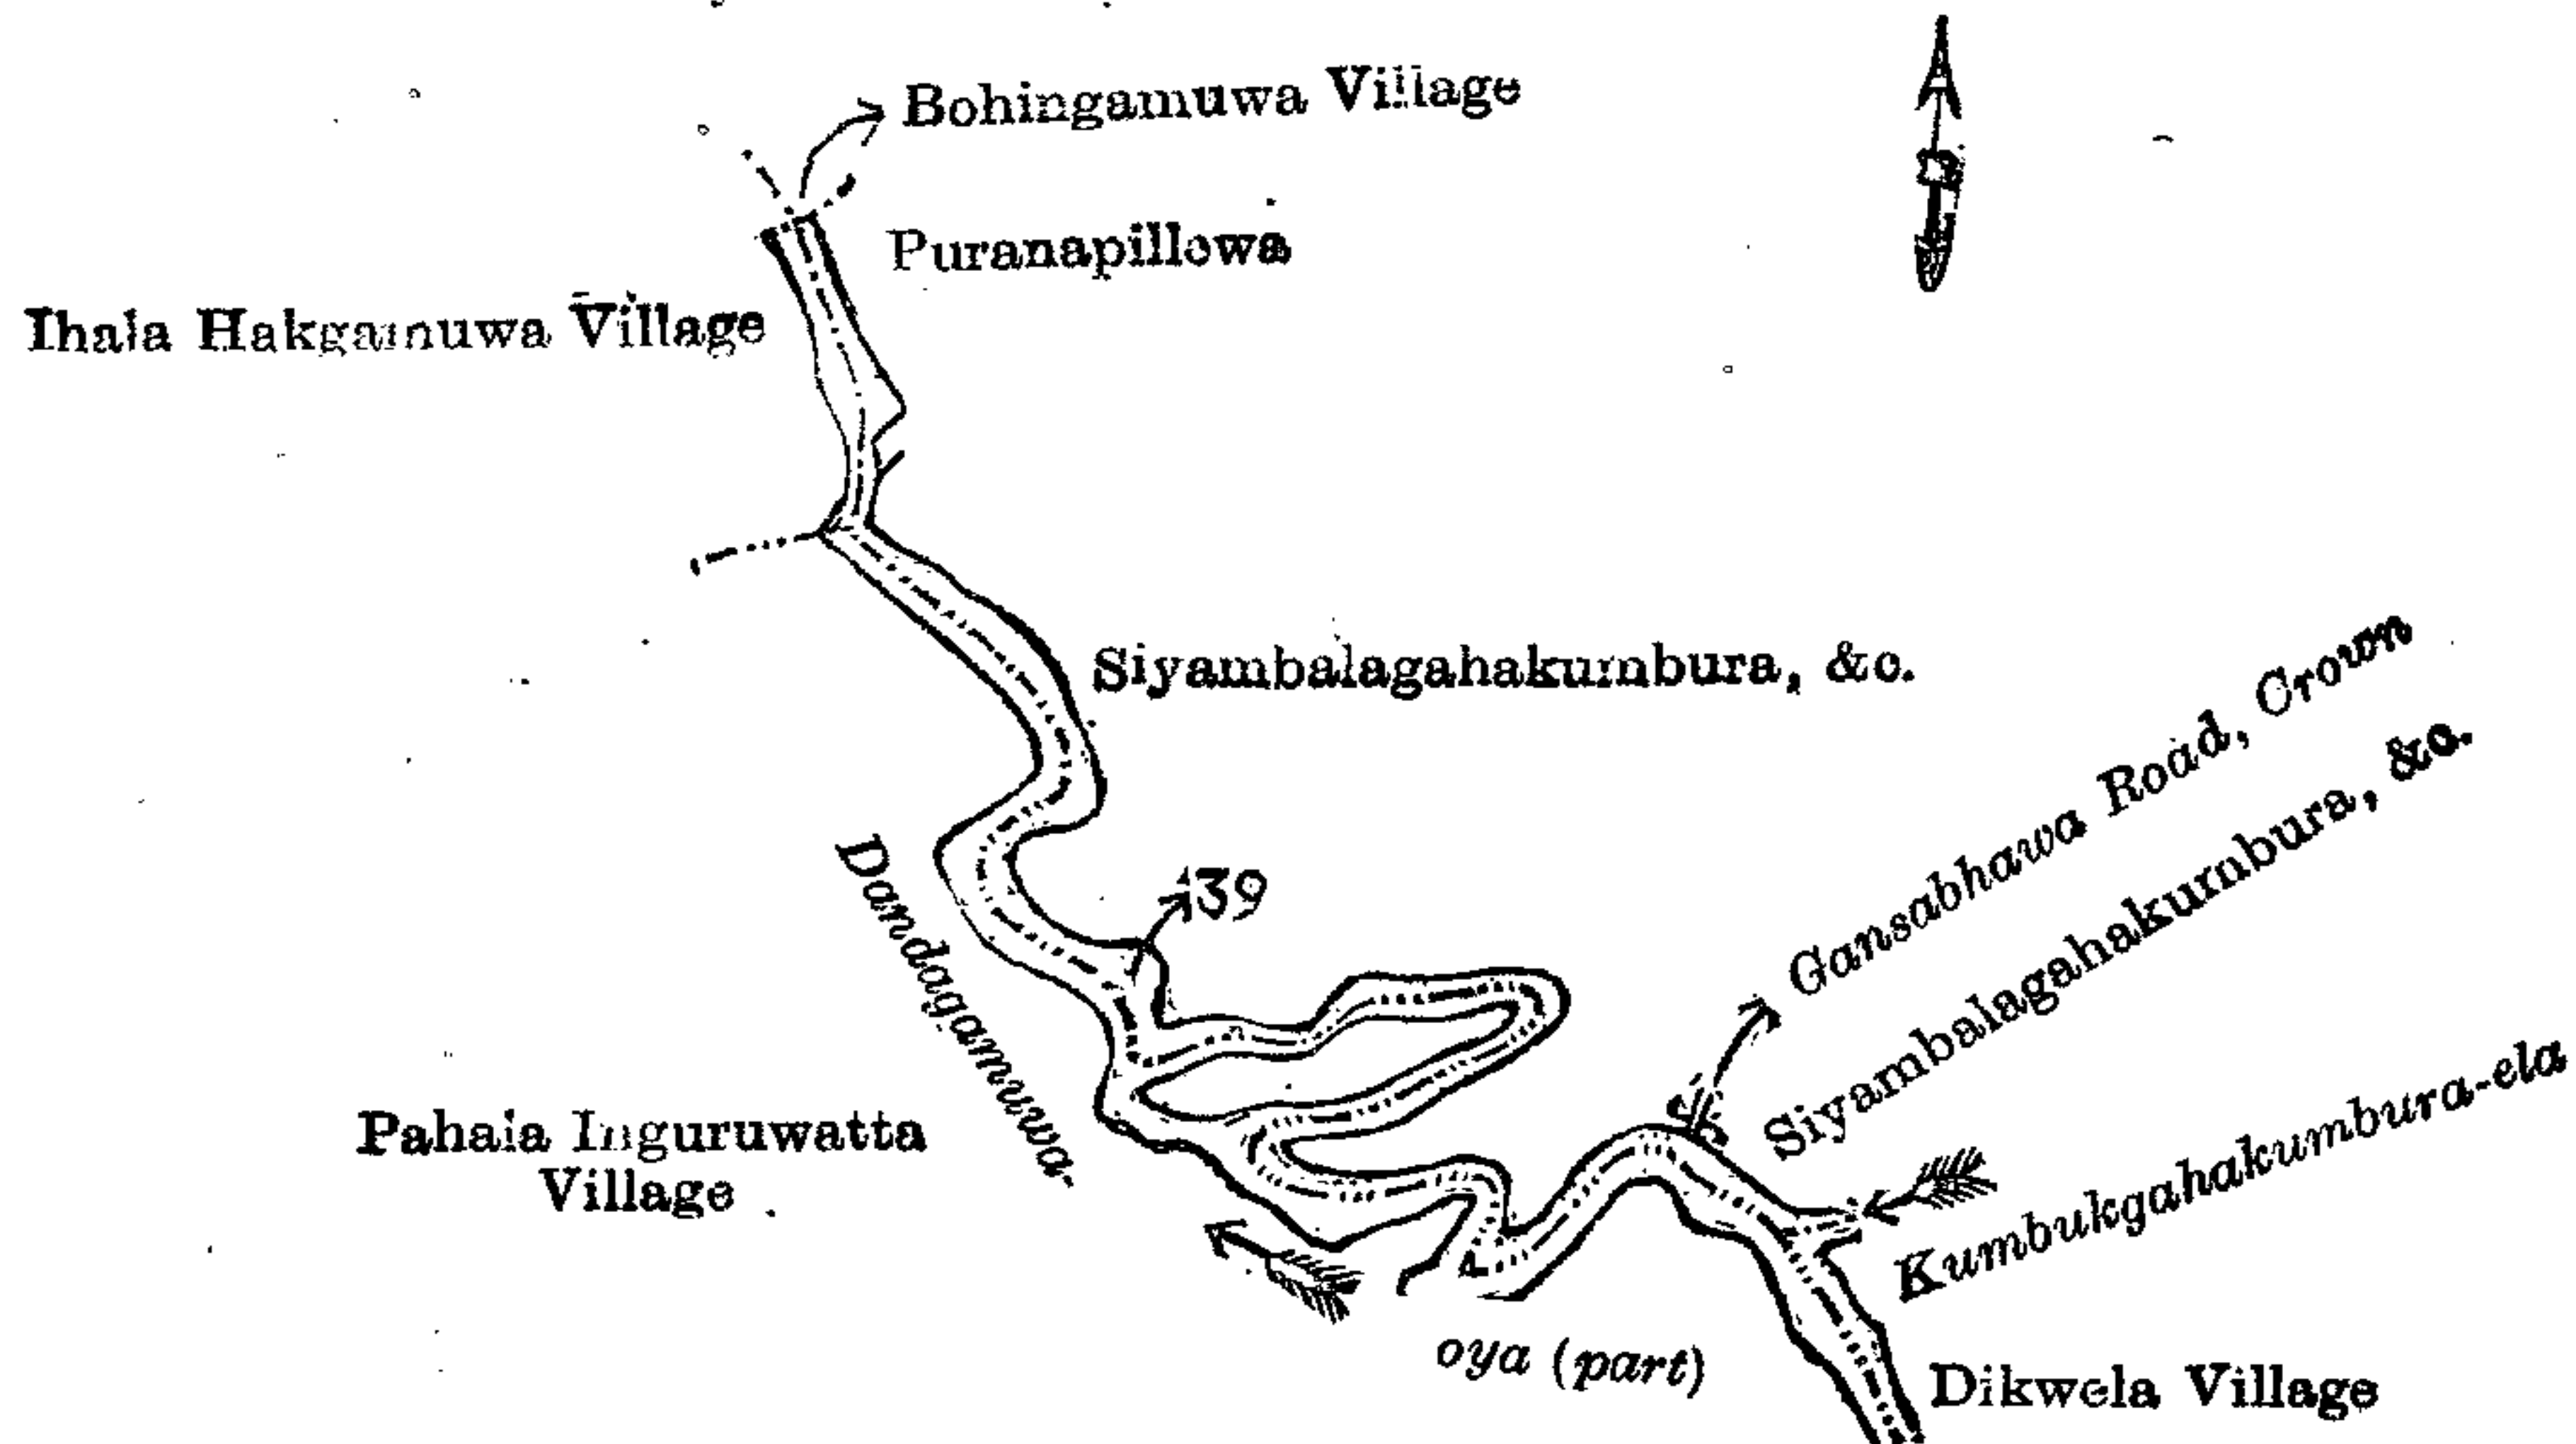 Bohingamuwa Village
Puranapillewa
Ihala Hakgamuwa Village
Siyambalagahakumbura, &c.
Gansabhawa Road, Crown
Siyambalagahakumbura, &c.
39
Dandagamuwa-
Kumbukgahakumbura-ela
Pahala Inguruwatta
Village
oya (part)
Dikwela Village